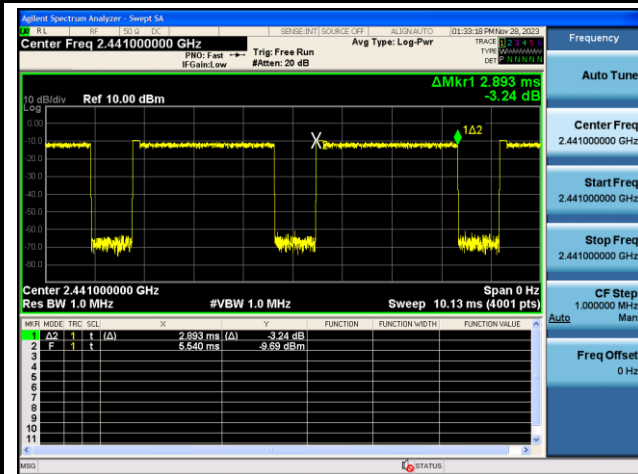 Agilent Spectrum Analyzer - Swept SA
RL RF 50 Ω DC SENSE:INT SOURCE OFF ALIGNAUTO 01:33:18 PM Nov 28, 2023
Center Freq 2.441000000 GHz
PNO: Fast
IFGain:Low
Trig: Free Run
#Atten: 20 dB
Avg Type: Log-Pwr
TRACE 1 2 3 4 5 6
TYPE WWWWWW
DET P N N N N N
ΔMkr1 2.893 ms
-3.24 dB
10 dB/div Ref 10.00 dBm
Log
0.00
-10.0
-20.0
-30.0
-40.0
-50.0
-60.0
-70.0
-80.0
1Δ2
Center 2.441000000 GHz Span 0 Hz
Res BW 1.0 MHz #VBW 1.0 MHz Sweep 10.13 ms (4001 pts)
MKR MODE TRC SCL X Y FUNCTION FUNCTION WIDTH FUNCTION VALUE
1 Δ2 1 t (Δ) 2.893 ms (Δ) -3.24 dB
2 F 1 t 5.540 ms -9.69 dBm
3
4
5
6
7
8
9
10
11
MSG STATUS
Frequency
Auto Tune
Center Freq
2.441000000 GHz
Start Freq
2.441000000 GHz
Stop Freq
2.441000000 GHz
CF Step
1.000000 MHz
Auto Man
Freq Offset
0 Hz